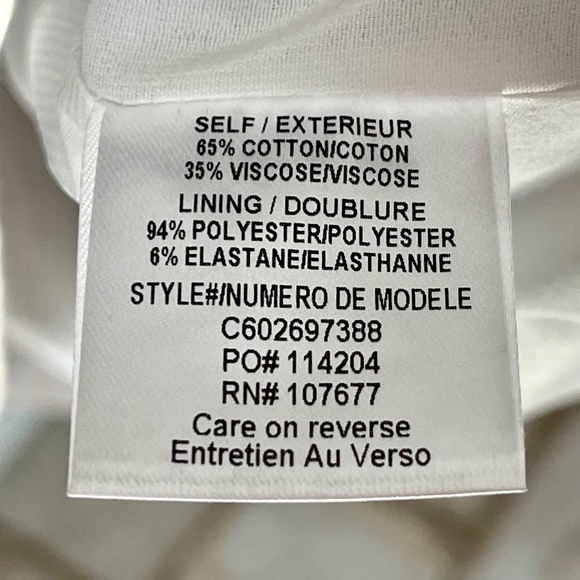 SELF / EXTERIEUR
65% COTTON/COTON
35% VISCOSE/VISCOSE
LINING / DOUBLURE
94% POLYESTER/POLYESTER
6% ELASTANE/ELASTHANNE
STYLE#/NUMERO DE MODELE
C602697388
PO# 114204
RN# 107677
Care on reverse
Entretien Au Verso